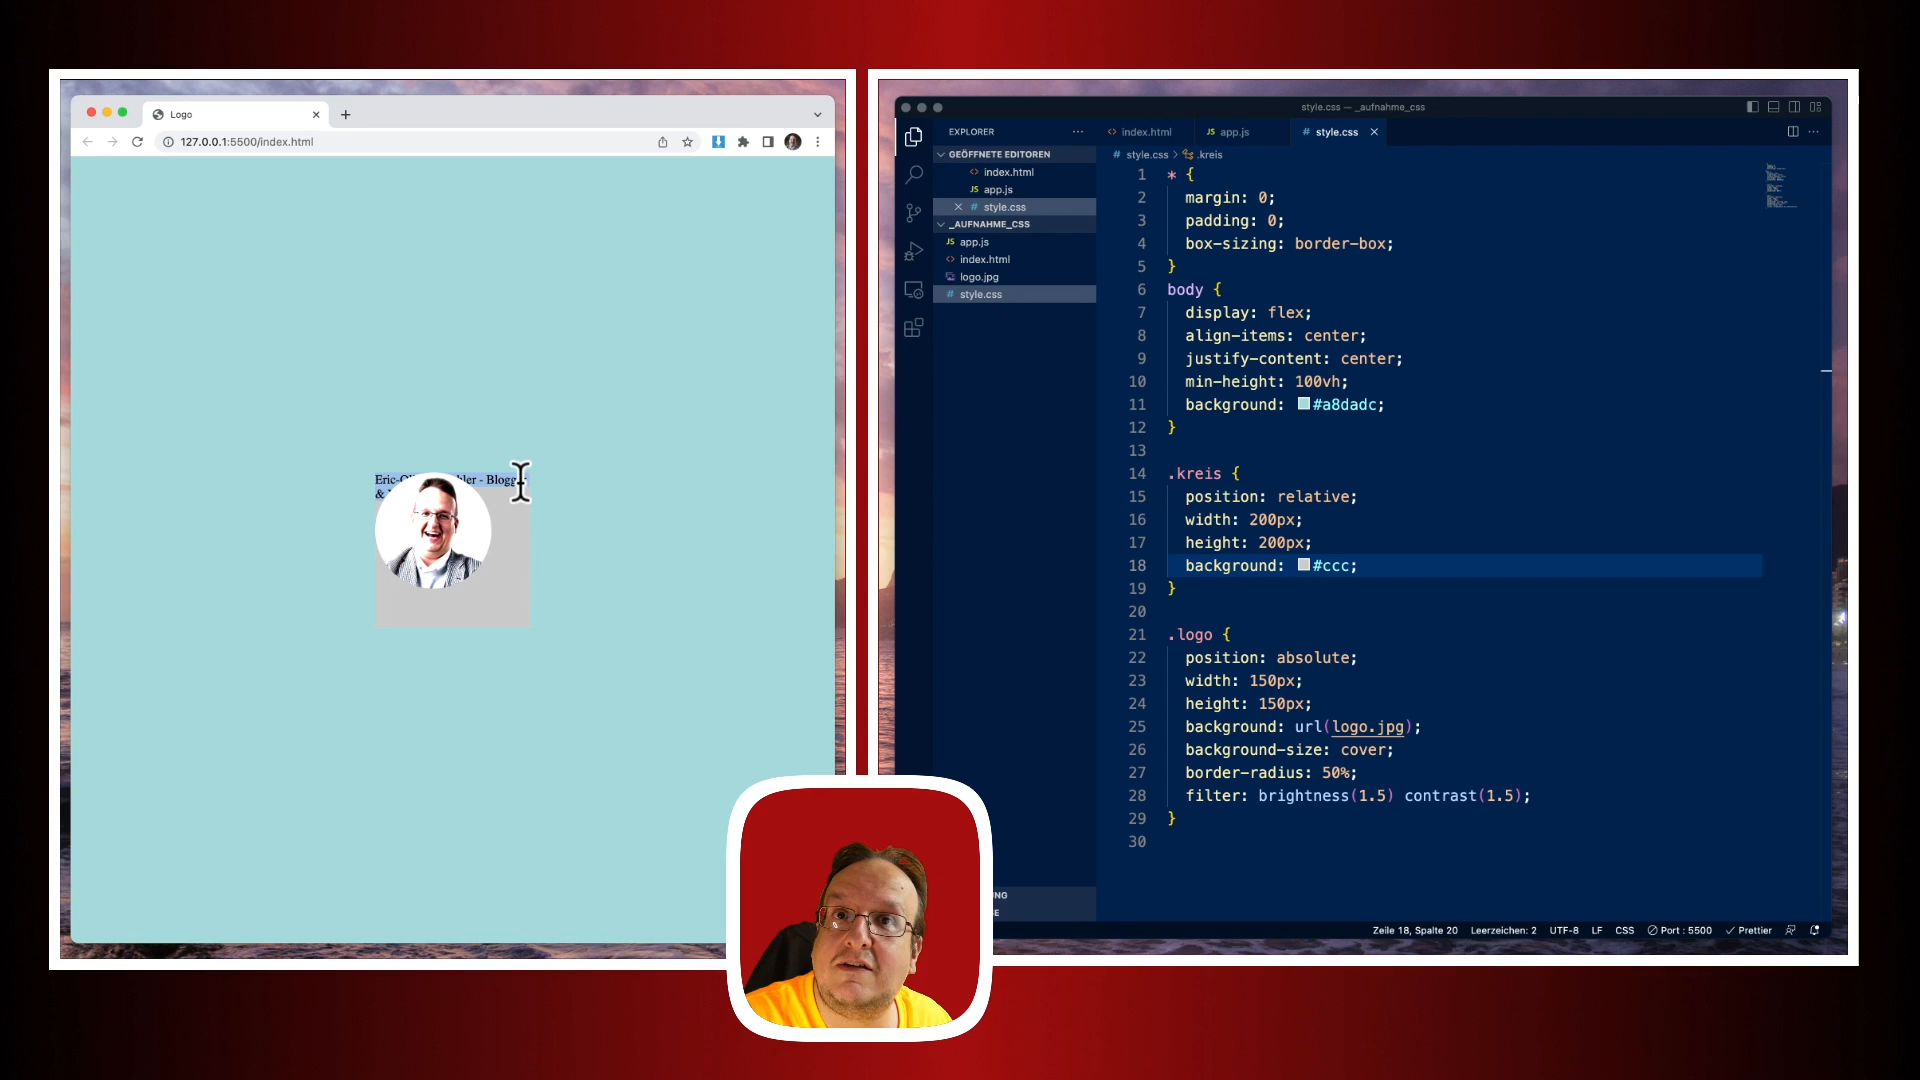 Logo
127.0.0.1:5500/index.html
- Blogger
&
style.css — _aufnahme_css
EXPLORER
GEÖFFNETE EDITOREN
<> index.html
JS app.js
# style.css
_AUFNAHME_CSS
JS app.js
<> index.html
logo.jpg
# style.css
<> index.html
JS app.js
# style.css
# style.css > .kreis
1 * {
2 margin: 0;
3 padding: 0;
4 box-sizing: border-box;
5 }
6 body {
7 display: flex;
8 align-items: center;
9 justify-content: center;
10 min-height: 100vh;
11 background: #a8dadc;
12 }
13
14 .kreis {
15 position: relative;
16 width: 200px;
17 height: 200px;
18 background: #ccc;
19 }
20
21 .logo {
22 position: absolute;
23 width: 150px;
24 height: 150px;
25 background: url(logo.jpg);
26 background-size: cover;
27 border-radius: 50%;
28 filter: brightness(1.5) contrast(1.5);
29 }
30
Zeile 18, Spalte 20 Leerzeichen: 2 UTF-8 LF CSS Port : 5500 Prettier